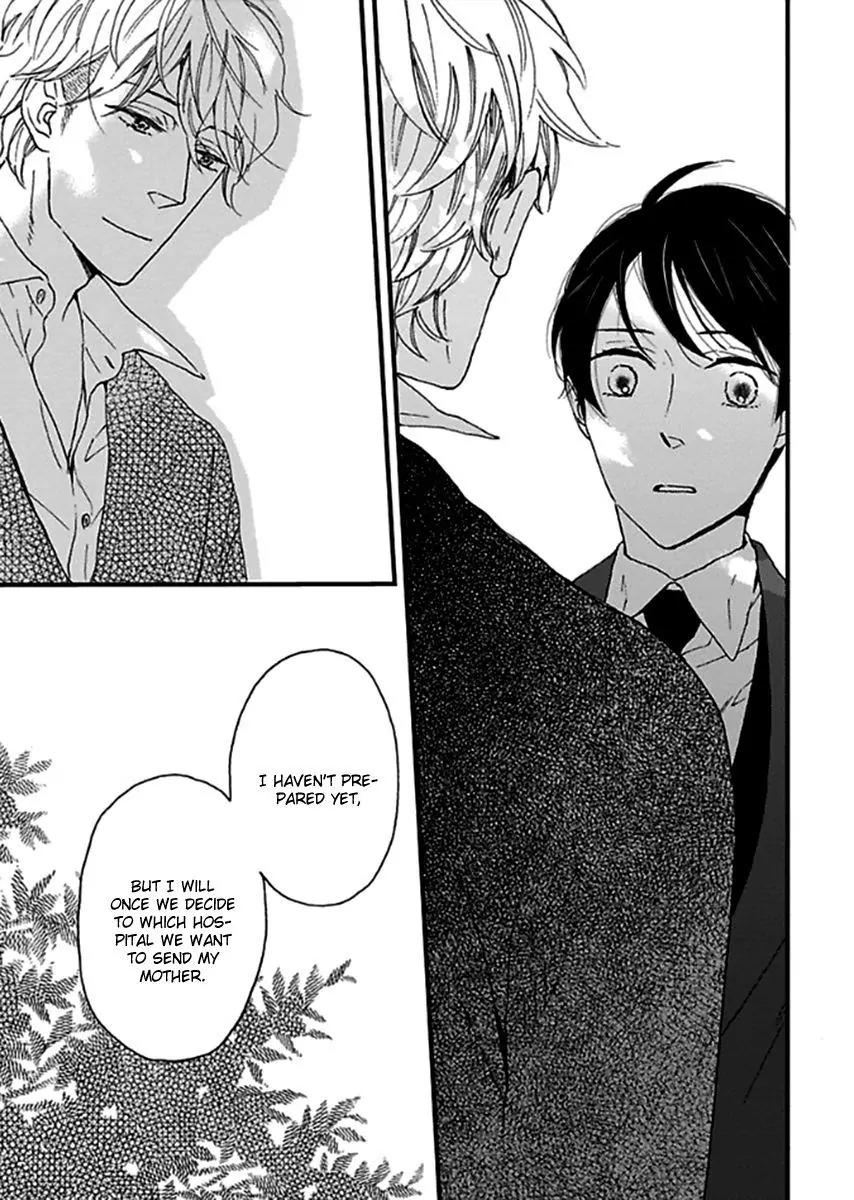 I HAVEN'T PRE-
PARED YET,
BUT I WILL
ONCE WE DECIDE
TO WHICH HOS-
PITAL WE WANT
TO SEND MY
MOTHER.